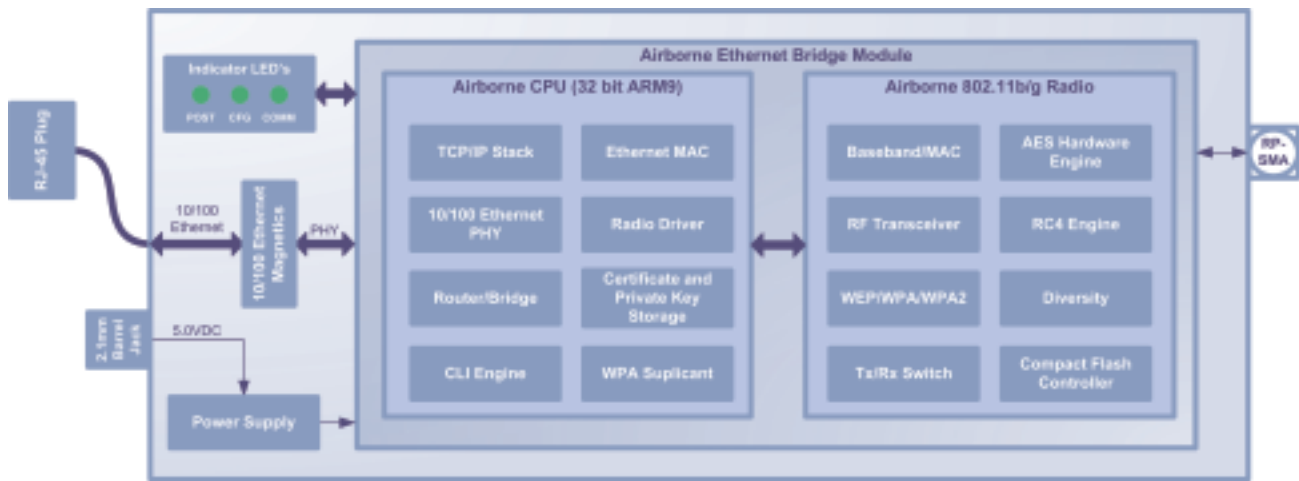 Indicator LED's
POST CFG COMM
RJ-45 Plug
10/100
Ethernet
10/100 Ethernet
Magnetics
PHY
2.1mm
Barrel
Jack
5.0VDC
Power Supply
Airborne Ethernet Bridge Module
Airborne CPU (32 bit ARM9)
TCP/IP Stack
Ethernet MAC
10/100 Ethernet
PHY
Radio Driver
Router/Bridge
Certificate and
Private Key
Storage
CLI Engine
WPA Suplicant
Airborne 802.11b/g Radio
Baseband/MAC
AES Hardware
Engine
RF Transceiver
RC4 Engine
WEP/WPA/WPA2
Diversity
Tx/Rx Switch
Compact Flash
Controller
RP-
SMA